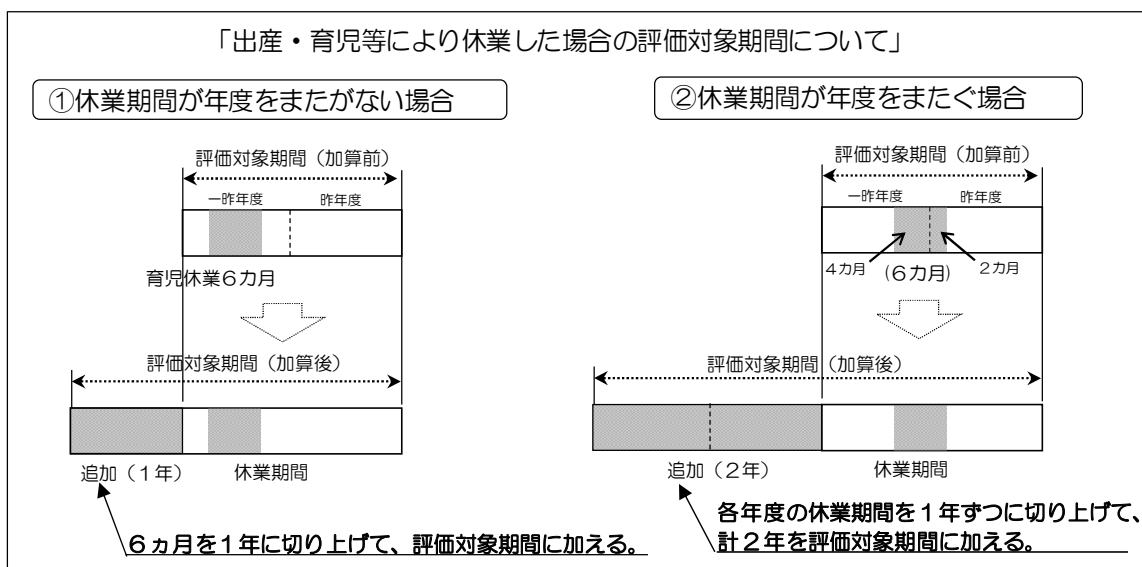 「出産・育児等により休業した場合の評価対象期間について」
①休業期間が年度をまたがない場合
評価対象期間（加算前）
一昨年度
昨年度
育児休業６カ月
評価対象期間（加算後）
追加（１年）
休業期間
６ヵ月を１年に切り上げて、評価対象期間に加える。
②休業期間が年度をまたぐ場合
評価対象期間（加算前）
一昨年度
昨年度
４カ月
(６カ月)
２カ月
評価対象期間（加算後）
追加（２年）
休業期間
各年度の休業期間を１年ずつに切り上げて、
計２年を評価対象期間に加える。